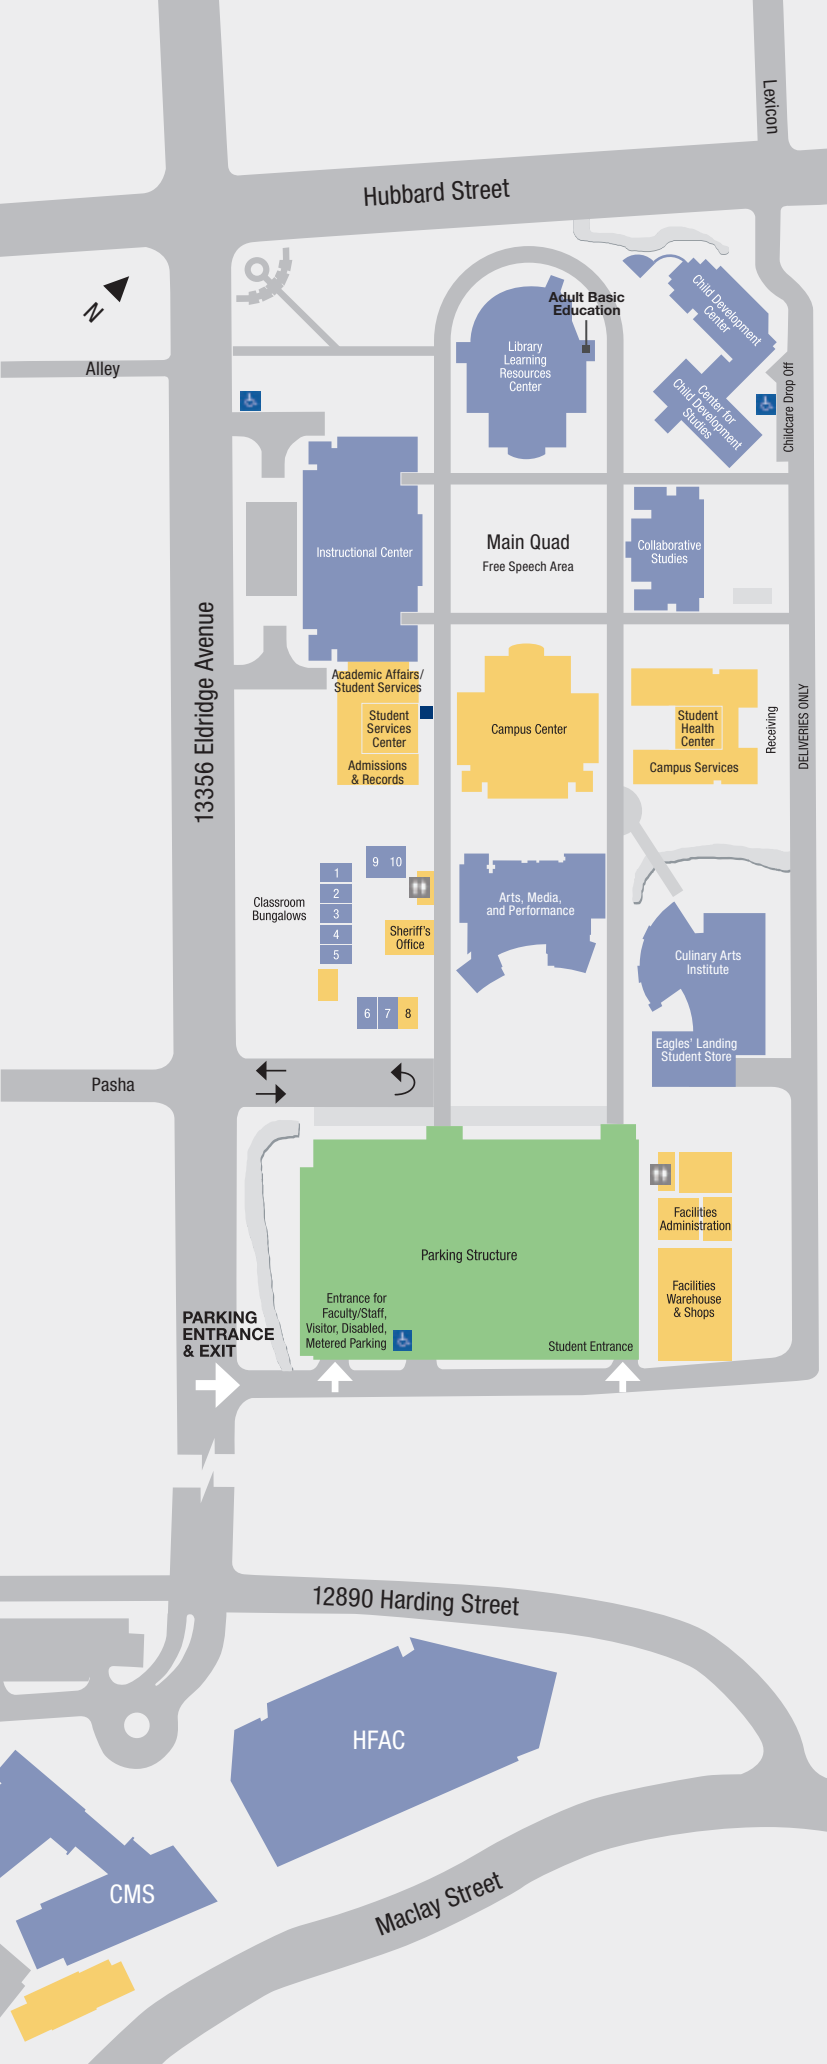 Lexicon
Hubbard Street
N
Alley
Adult Basic
Education
Library
Learning
Resources
Center
Child Development
Center
Center for
Child Development
Studies
Childcare Drop Off
Instructional Center
Main Quad
Free Speech Area
Collaborative
Studies
13356 Eldridge Avenue
Academic Affairs/
Student Services
Student
Services
Center
Admissions
& Records
Campus Center
Student
Health
Center
Campus Services
Receiving
DELIVERIES ONLY
9 10
1
2
3
4
5
Classroom
Bungalows
Sheriff's
Office
6 7 8
Arts, Media,
and Performance
Culinary Arts
Institute
Eagles' Landing
Student Store
Pasha
Parking Structure
Entrance for
Faculty/Staff,
Visitor, Disabled,
Metered Parking
Student Entrance
Facilities
Administration
Facilities
Warehouse
& Shops
PARKING
ENTRANCE
& EXIT
12890 Harding Street
HFAC
CMS
Maclay Street